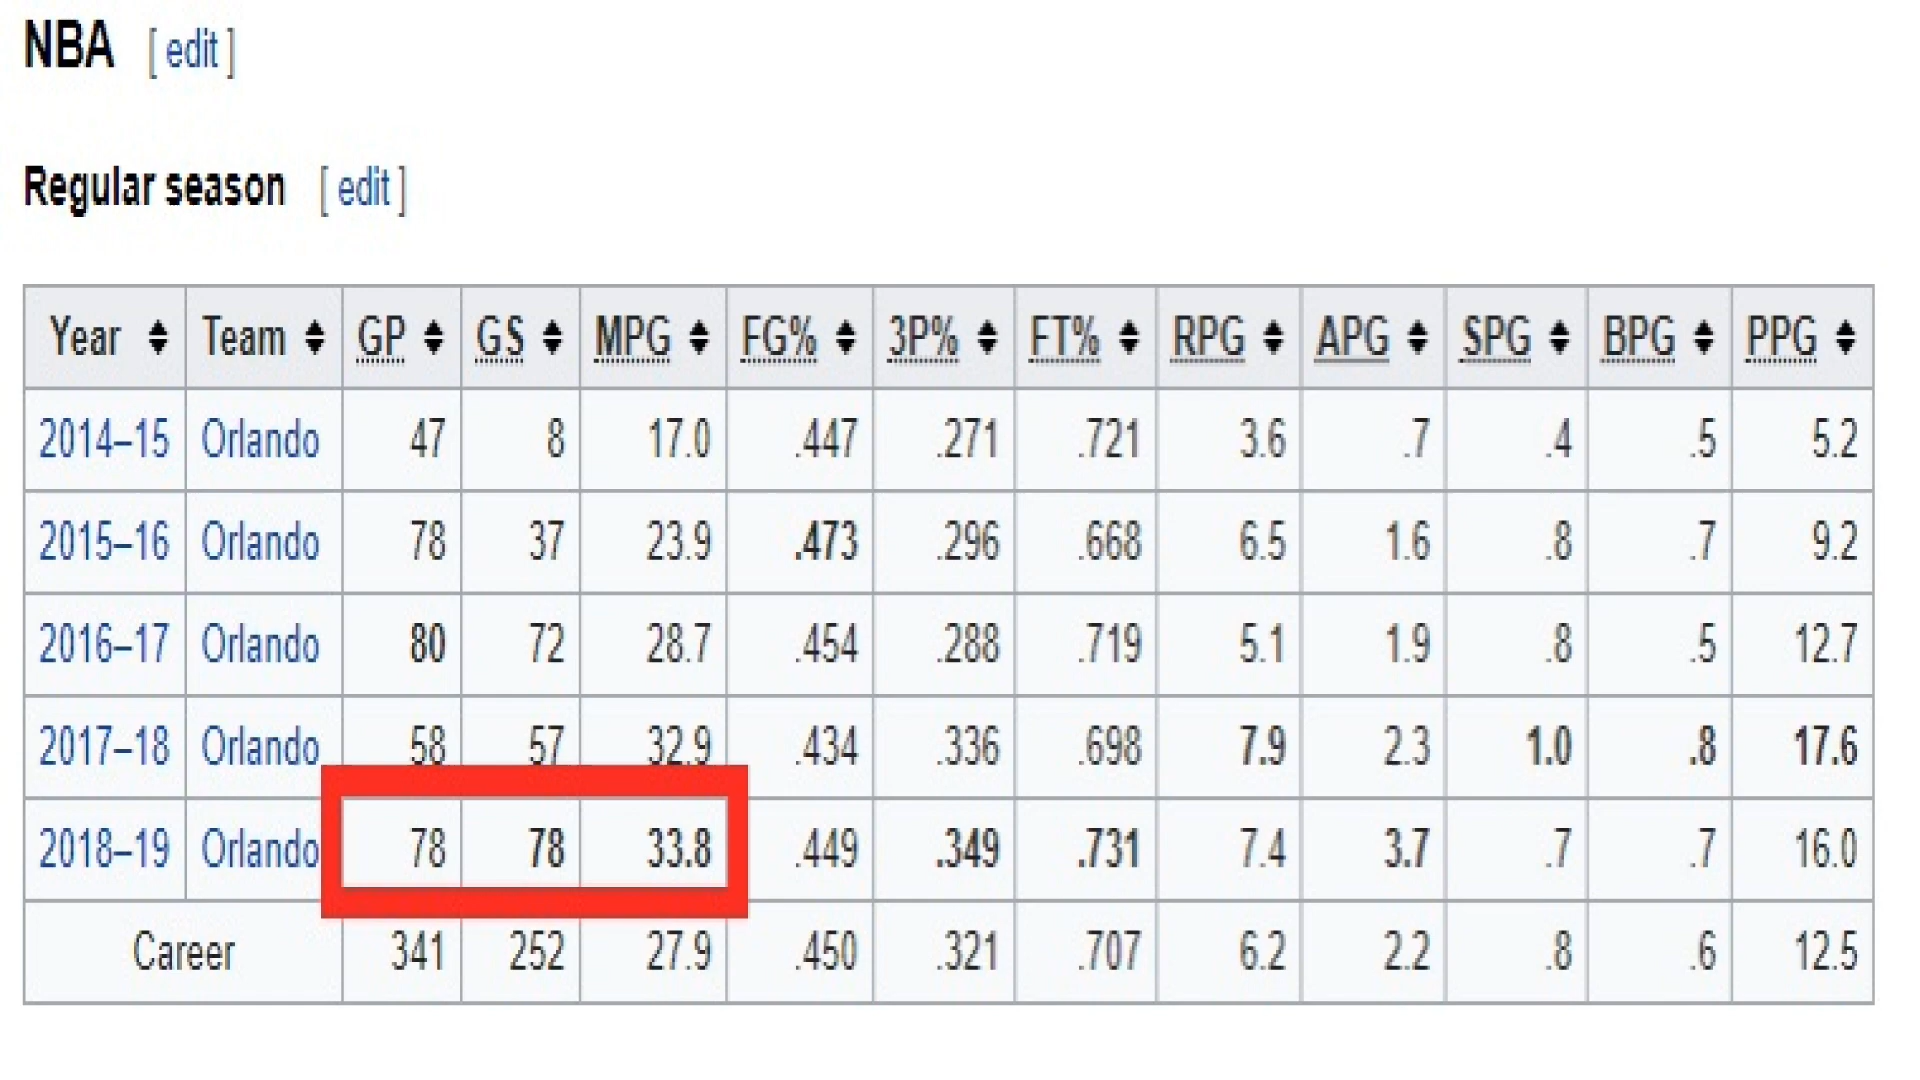 NBA [ edit ]
Regular season [ edit ]
Year Team GP GS MPG FG% 3P% FT% RPG APG SPG BPG PPG
2014–15 Orlando 47 8 17.0 .447 .271 .721 3.6 .7 .4 .5 5.2
2015–16 Orlando 78 37 23.9 .473 .296 .668 6.5 1.6 .8 .7 9.2
2016–17 Orlando 80 72 28.7 .454 .288 .719 5.1 1.9 .8 .5 12.7
2017–18 Orlando 58 57 32.9 .434 .336 .698 7.9 2.3 1.0 .8 17.6
2018–19 Orlando 78 78 33.8 .449 .349 .731 7.4 3.7 .7 .7 16.0
Career 341 252 27.9 .450 .321 .707 6.2 2.2 .8 .6 12.5